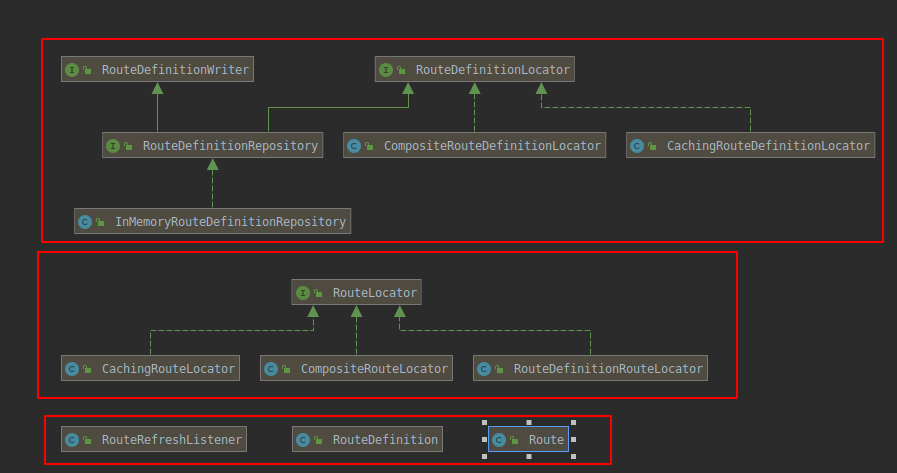 RouteDefinitionWriter RouteDefinitionLocator
RouteDefinitionRepository CompositeRouteDefinitionLocator CachingRouteDefinitionLocator
InMemoryRouteDefinitionRepository
RouteLocator
CachingRouteLocator CompositeRouteLocator RouteDefinitionRouteLocator
RouteRefreshListener RouteDefinition Route